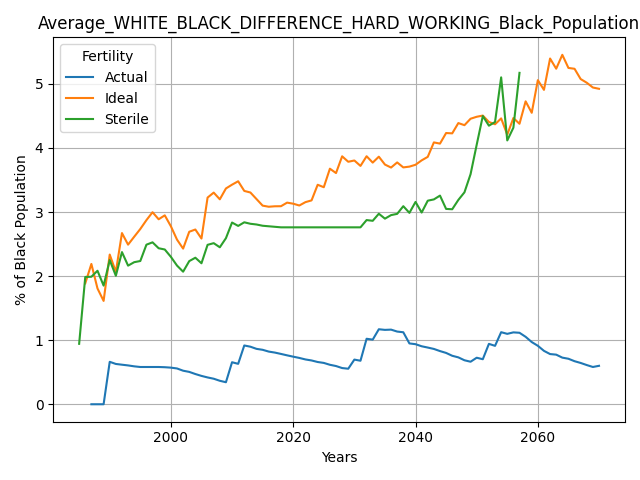 Average_WHITE_BLACK_DIFFERENCE_HARD_WORKING_Black_Population
Fertility
Actual
Ideal
Sterile
% of Black Population
5
4
3
2
1
0
2000 2020 2040 2060
Years